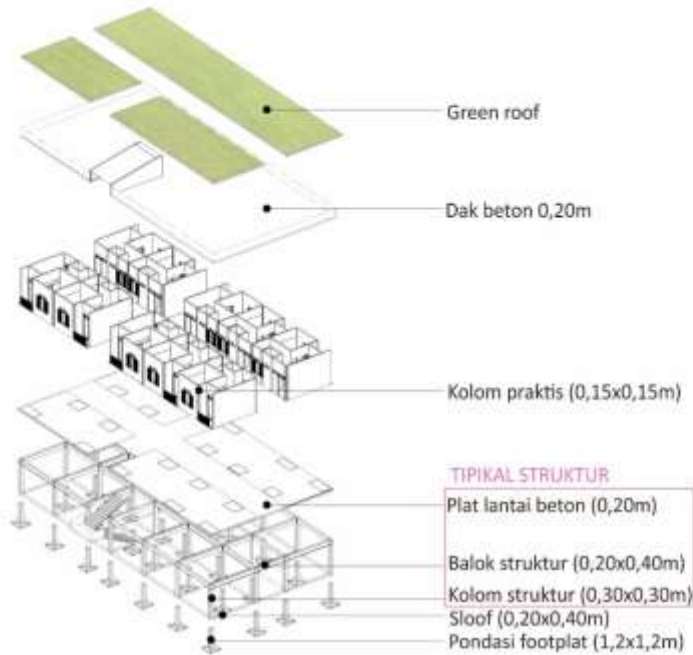 Green roof
Dak beton 0,20m
Kolom praktis (0,15x0,15m)
TIPIKAL STRUKTUR
Plat lantai beton (0,20m)
Balok struktur (0,20x0,40m)
Kolom struktur (0,30x0,30m)
Sloof (0,20x0,40m)
Pondasi footplat (1,2x1,2m)